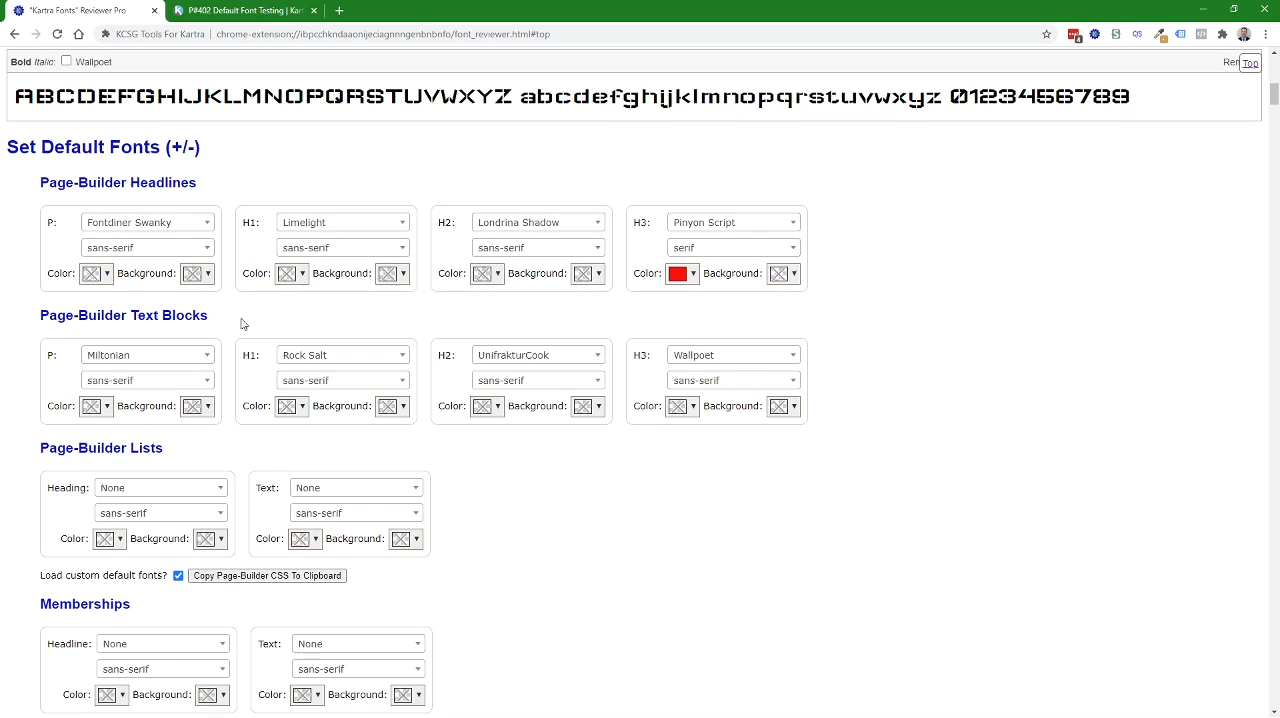 "Kartra Fonts" Reviewer Pro
P#402 Default Font Testing | Kart
KCSG Tools For Kartra | chrome-extension://ibpcchkndaaonijeciagnnngenbnbnfo/font_reviewer.html#top
Bold Italic: Wallpoet
Top
ABCDEFGHIJKLMNOPQRSTUVWXYZ abcdefghijklmnopqrstuvwxyz 0123456789
Set Default Fonts (+/-)
Page-Builder Headlines
P: Fontdiner Swanky H1: Limelight H2: Londrina Shadow H3: Pinyon Script
sans-serif sans-serif sans-serif serif
Color: Background: Color: Background: Color: Background: Color: Background:
Page-Builder Text Blocks
P: Miltonian H1: Rock Salt H2: UnifrakturCook H3: Wallpoet
sans-serif sans-serif sans-serif sans-serif
Color: Background: Color: Background: Color: Background: Color: Background:
Page-Builder Lists
Heading: None Text: None
sans-serif sans-serif
Color: Background: Color: Background:
Load custom default fonts? Copy Page-Builder CSS To Clipboard
Memberships
Headline: None Text: None
sans-serif sans-serif
Color: Background: Color: Background: